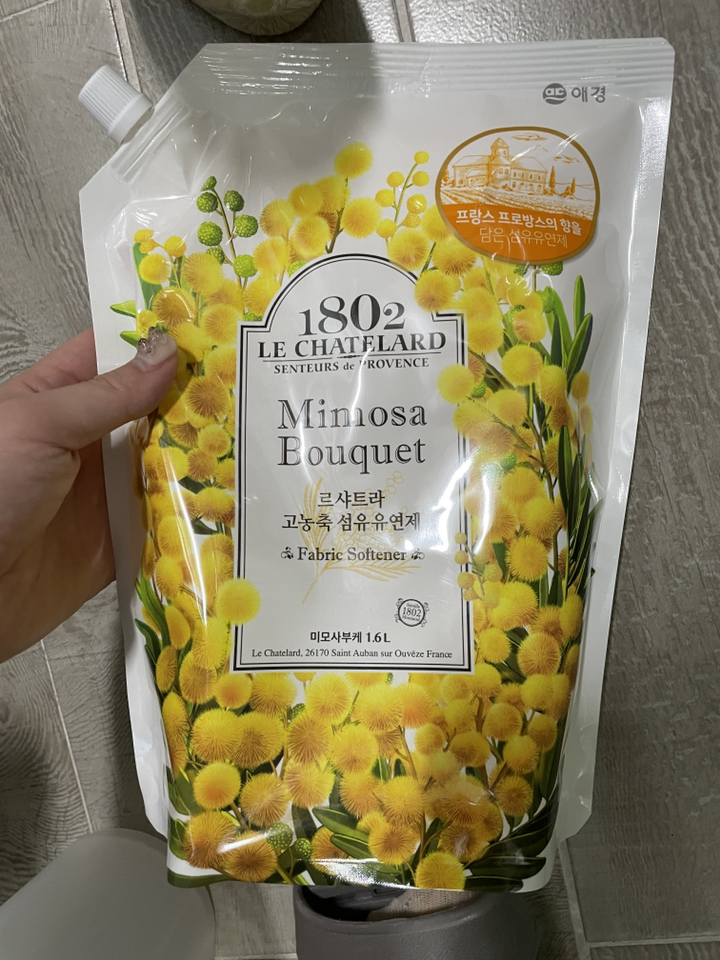 애경
프랑스 프로방스의 향을
담은 섬유유연제
1802
LE CHATELARD
SENTEURS de PROVENCE
Mimosa
Bouquet
르샤트라
고농축 섬유유연제
Fabric Softener
1802
미모사부케 1.6L
Le Chatelard, 26170 Saint Auban sur Ouvèze France